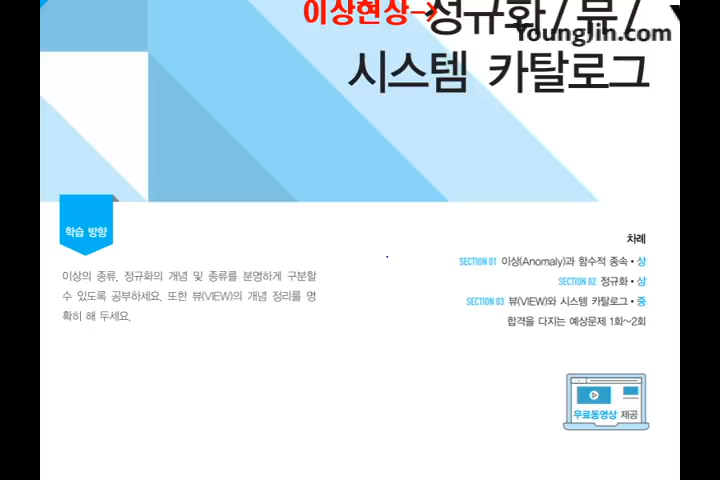 이상현상→정규화/뷰/
YoungJin.com
시스템 카탈로그
학습 방향
이상의 종류, 정규화의 개념 및 종류를 분명하게 구분할
수 있도록 공부하세요. 또한 뷰(VIEW)의 개념 정리를 명
확히 해 두세요.
차례
SECTION 01 이상(Anomaly)과 함수적 종속 • 상
SECTION 02 정규화 • 상
SECTION 03 뷰(VIEW)와 시스템 카탈로그 • 중
합격을 다지는 예상문제 1회~2회
무료동영상 제공